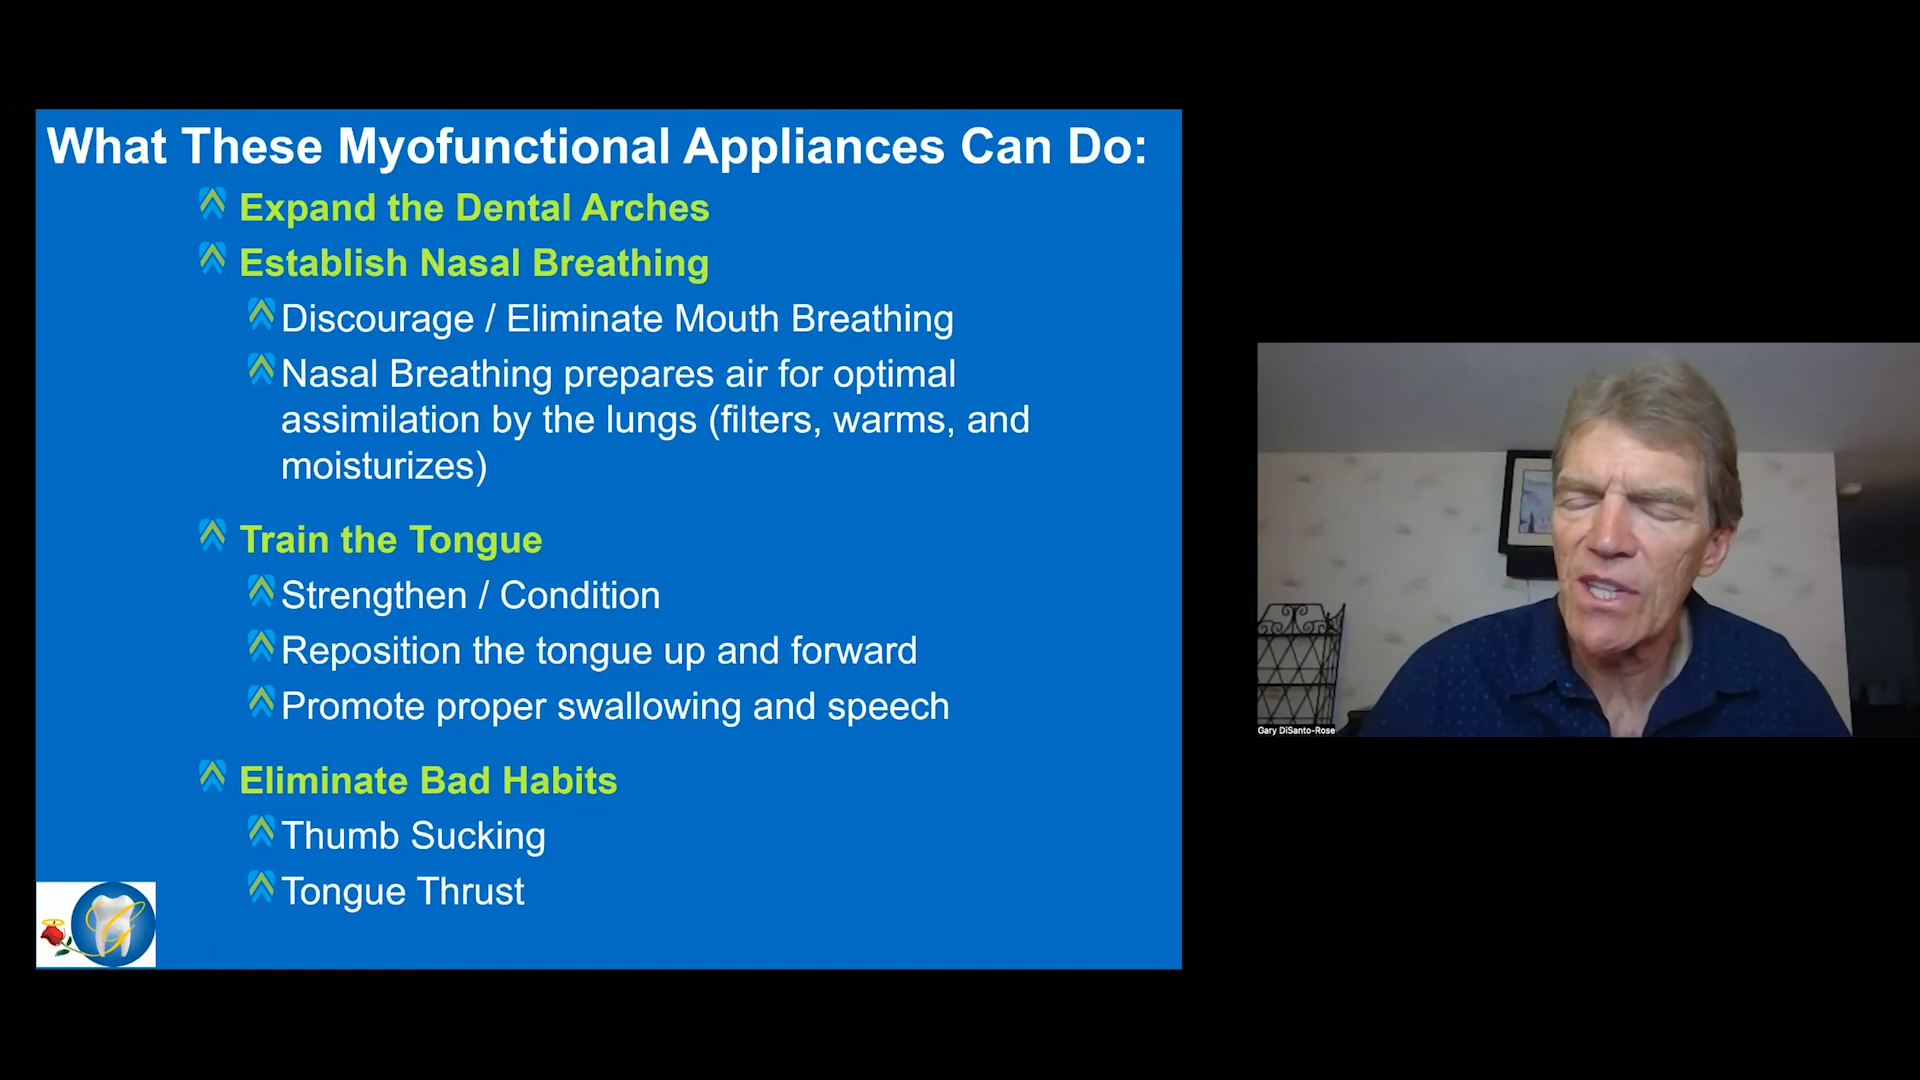 What These Myofunctional Appliances Can Do:
Expand the Dental Arches
Establish Nasal Breathing
Discourage / Eliminate Mouth Breathing
Nasal Breathing prepares air for optimal
assimilation by the lungs (filters, warms, and
moisturizes)
Train the Tongue
Strengthen / Condition
Reposition the tongue up and forward
Promote proper swallowing and speech
Eliminate Bad Habits
Thumb Sucking
Tongue Thrust
G
Gary DiSanto-Rose